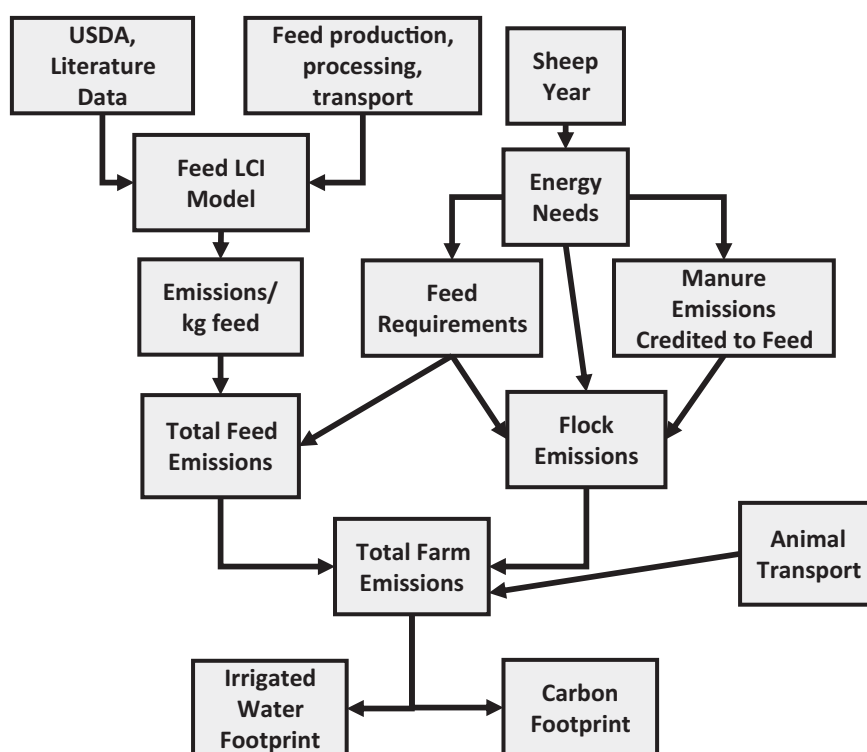 USDA,
Literature
Data
Feed production,
processing,
transport
Sheep
Year
Feed LCI
Model
Energy
Needs
Emissions/
kg feed
Feed
Requirements
Manure
Emissions
Credited to Feed
Total Feed
Emissions
Flock
Emissions
Total Farm
Emissions
Animal
Transport
Irrigated
Water
Footprint
Carbon
Footprint